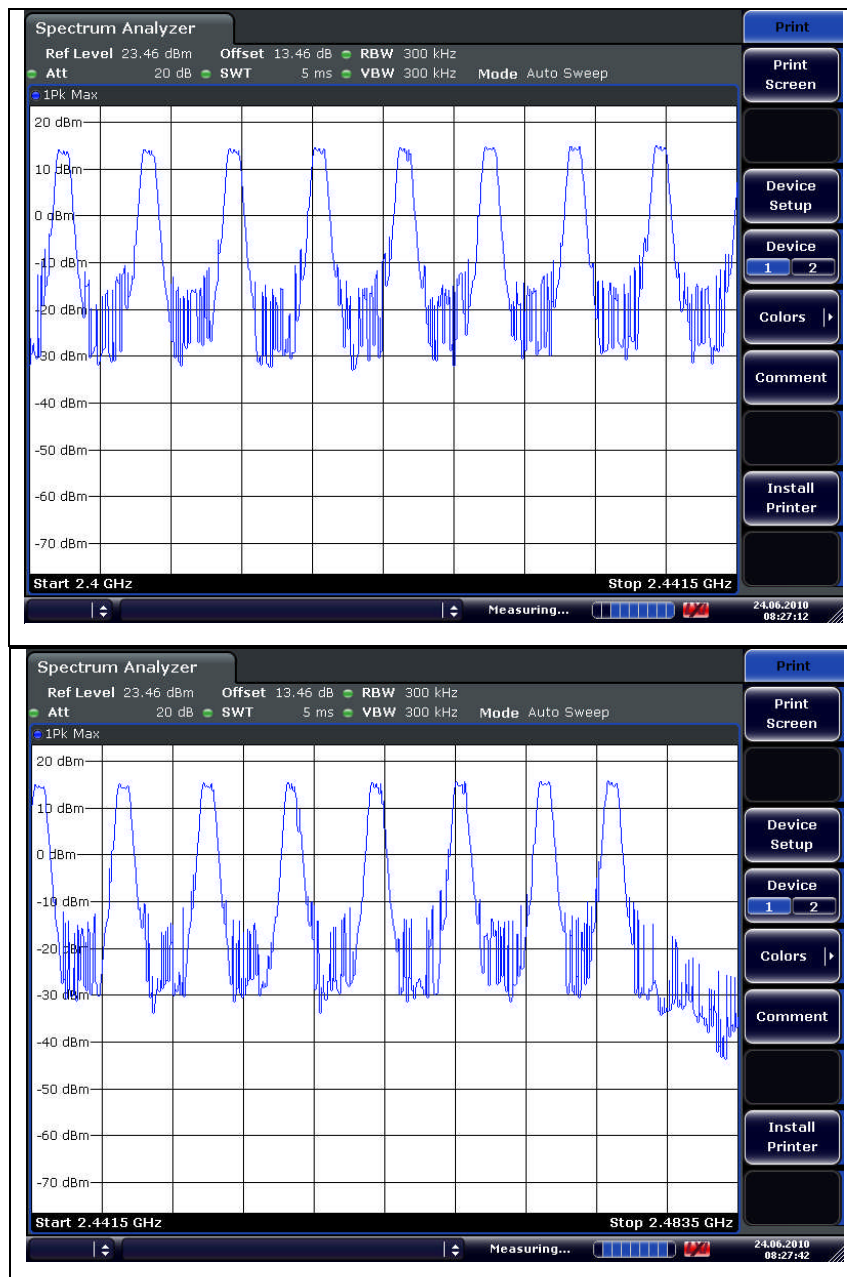 Spectrum Analyzer
Ref Level 23.46 dBm Offset 13.46 dB RBW 300 kHz
Att 20 dB SWT 5 ms VBW 300 kHz Mode Auto Sweep
1Pk Max
20 dBm
10 dBm
0 dBm
-10 dBm
-20 dBm
-30 dBm
-40 dBm
-50 dBm
-60 dBm
-70 dBm
Start 2.4 GHz Stop 2.4415 GHz
Measuring...
24.06.2010
08:27:12
Print
Print
Screen
Device
Setup
Device
1 2
Colors
Comment
Install
Printer
Spectrum Analyzer
Ref Level 23.46 dBm Offset 13.46 dB RBW 300 kHz
Att 20 dB SWT 5 ms VBW 300 kHz Mode Auto Sweep
1Pk Max
20 dBm
10 dBm
0 dBm
-10 dBm
-20 dBm
-30 dBm
-40 dBm
-50 dBm
-60 dBm
-70 dBm
Start 2.4415 GHz Stop 2.4835 GHz
Measuring...
24.06.2010
08:27:42
Print
Print
Screen
Device
Setup
Device
1 2
Colors
Comment
Install
Printer